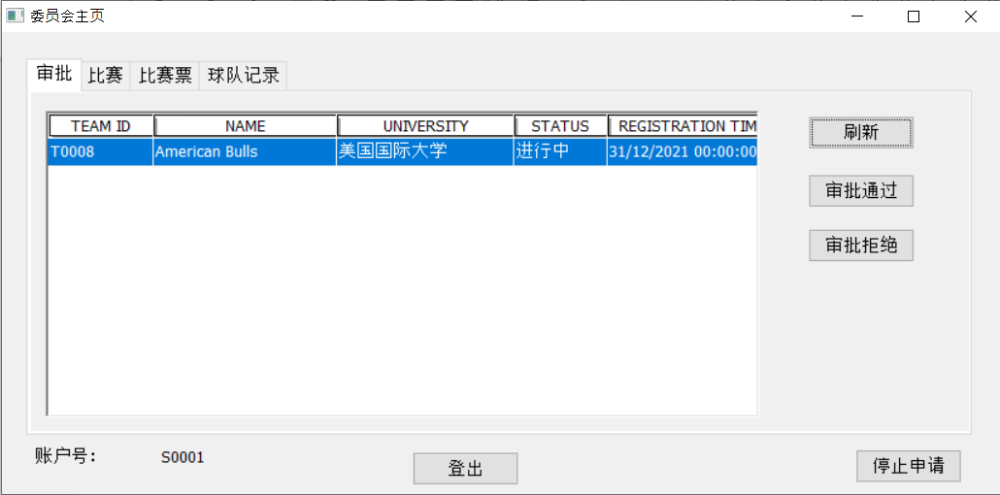 委员会主页
审批 比赛 比赛票 球队记录
TEAM ID NAME UNIVERSITY STATUS REGISTRATION TIM
T0008 American Bulls 美国国际大学 进行中 31/12/2021 00:00:00
刷新
审批通过
审批拒绝
账户号: S0001
登出
停止申请